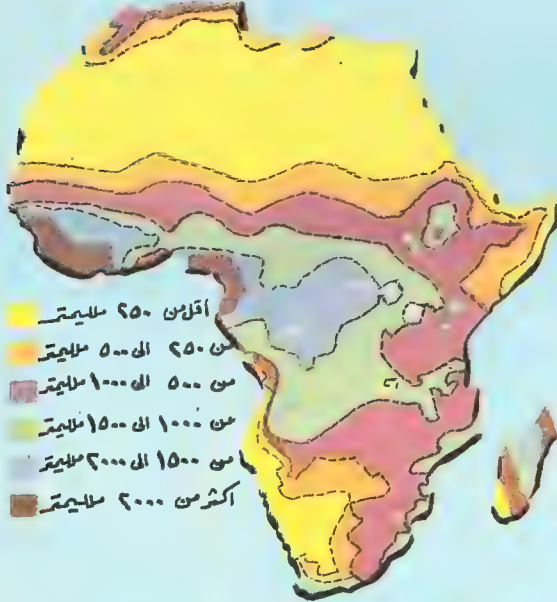 أقل من ٢٥٠ ملليمتر
من ٢٥٠ الى ٥٠٠ ملليمتر
من ٥٠٠ الى ١٠٠٠ ملليمتر
من ١٠٠٠ الى ١٥٠٠ ملليمتر
من ١٥٠٠ الى ٢٠٠٠ ملليمتر
اكثر من ٢٠٠٠ ملليمتر